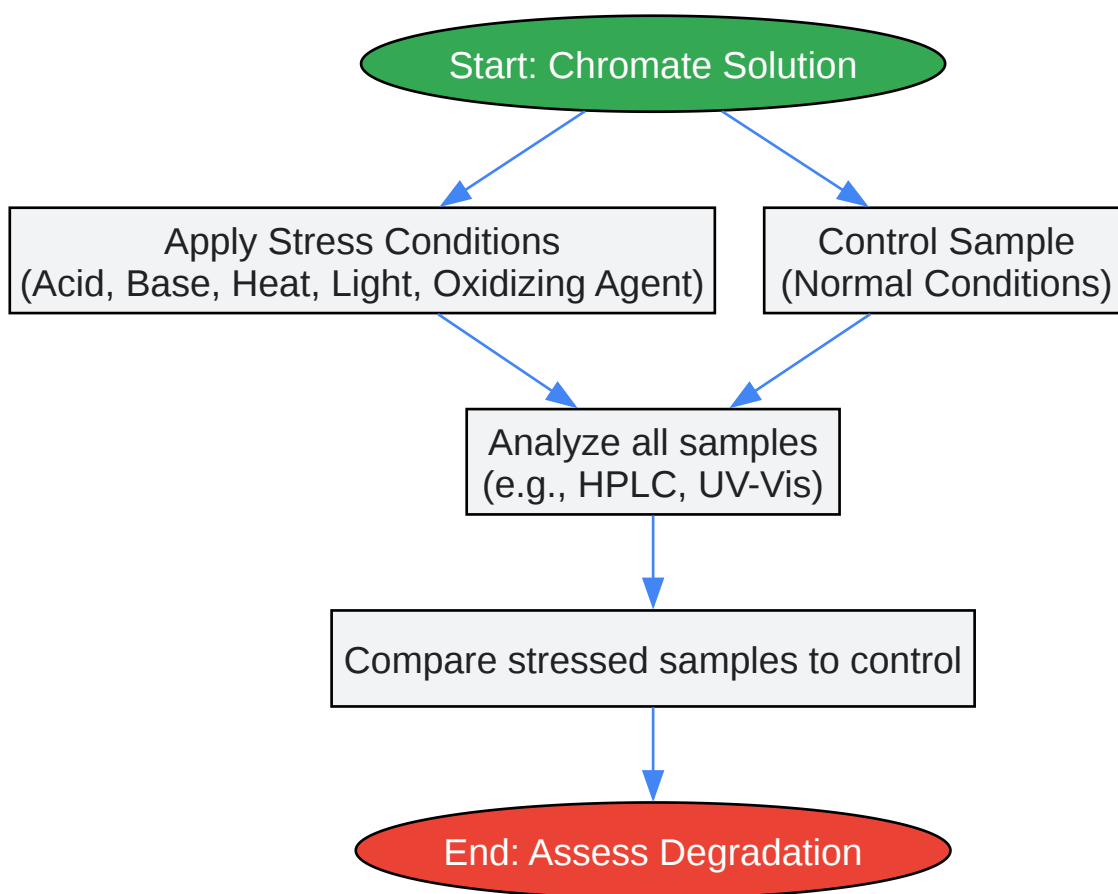 Start: Chromate Solution
Apply Stress Conditions
(Acid, Base, Heat, Light, Oxidizing Agent)
Control Sample
(Normal Conditions)
Analyze all samples
(e.g., HPLC, UV-Vis)
Compare stressed samples to control
End: Assess Degradation